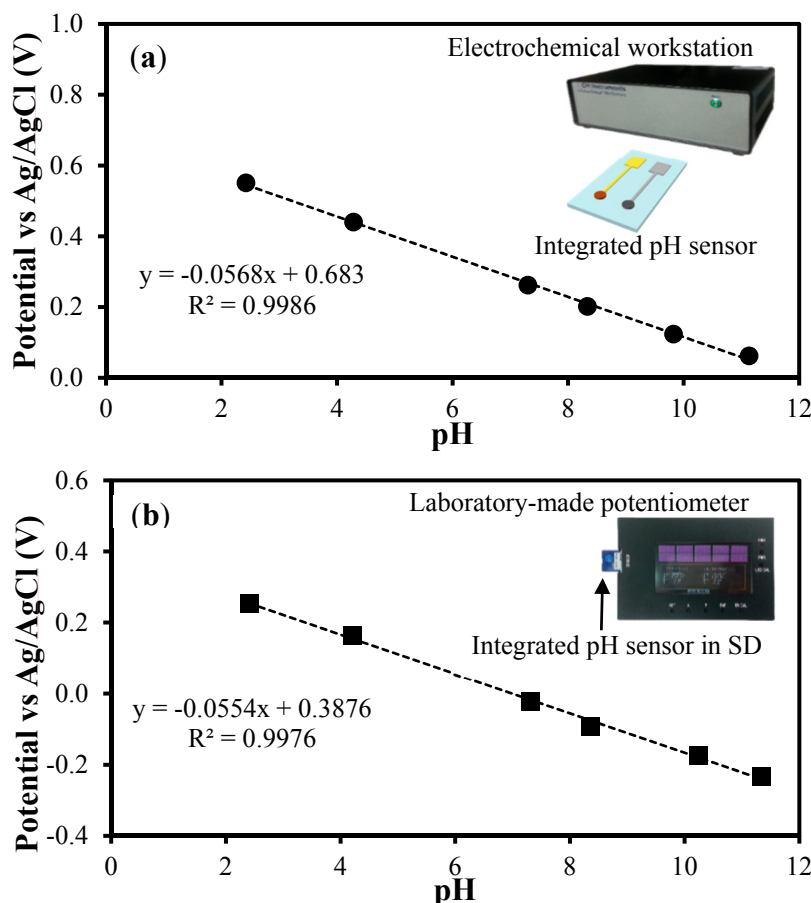 (a)
Electrochemical workstation
Integrated pH sensor
y = -0.0568x + 0.683
R² = 0.9986
Potential vs Ag/AgCl (V)
1.0
0.8
0.6
0.4
0.2
0.0
0 2 4 6 8 10 12
pH
(b)
Laboratory-made potentiometer
Integrated pH sensor in SD
y = -0.0554x + 0.3876
R² = 0.9976
Potential vs Ag/AgCl (V)
0.6
0.4
0.2
0.0
-0.2
-0.4
0 2 4 6 8 10 12
pH